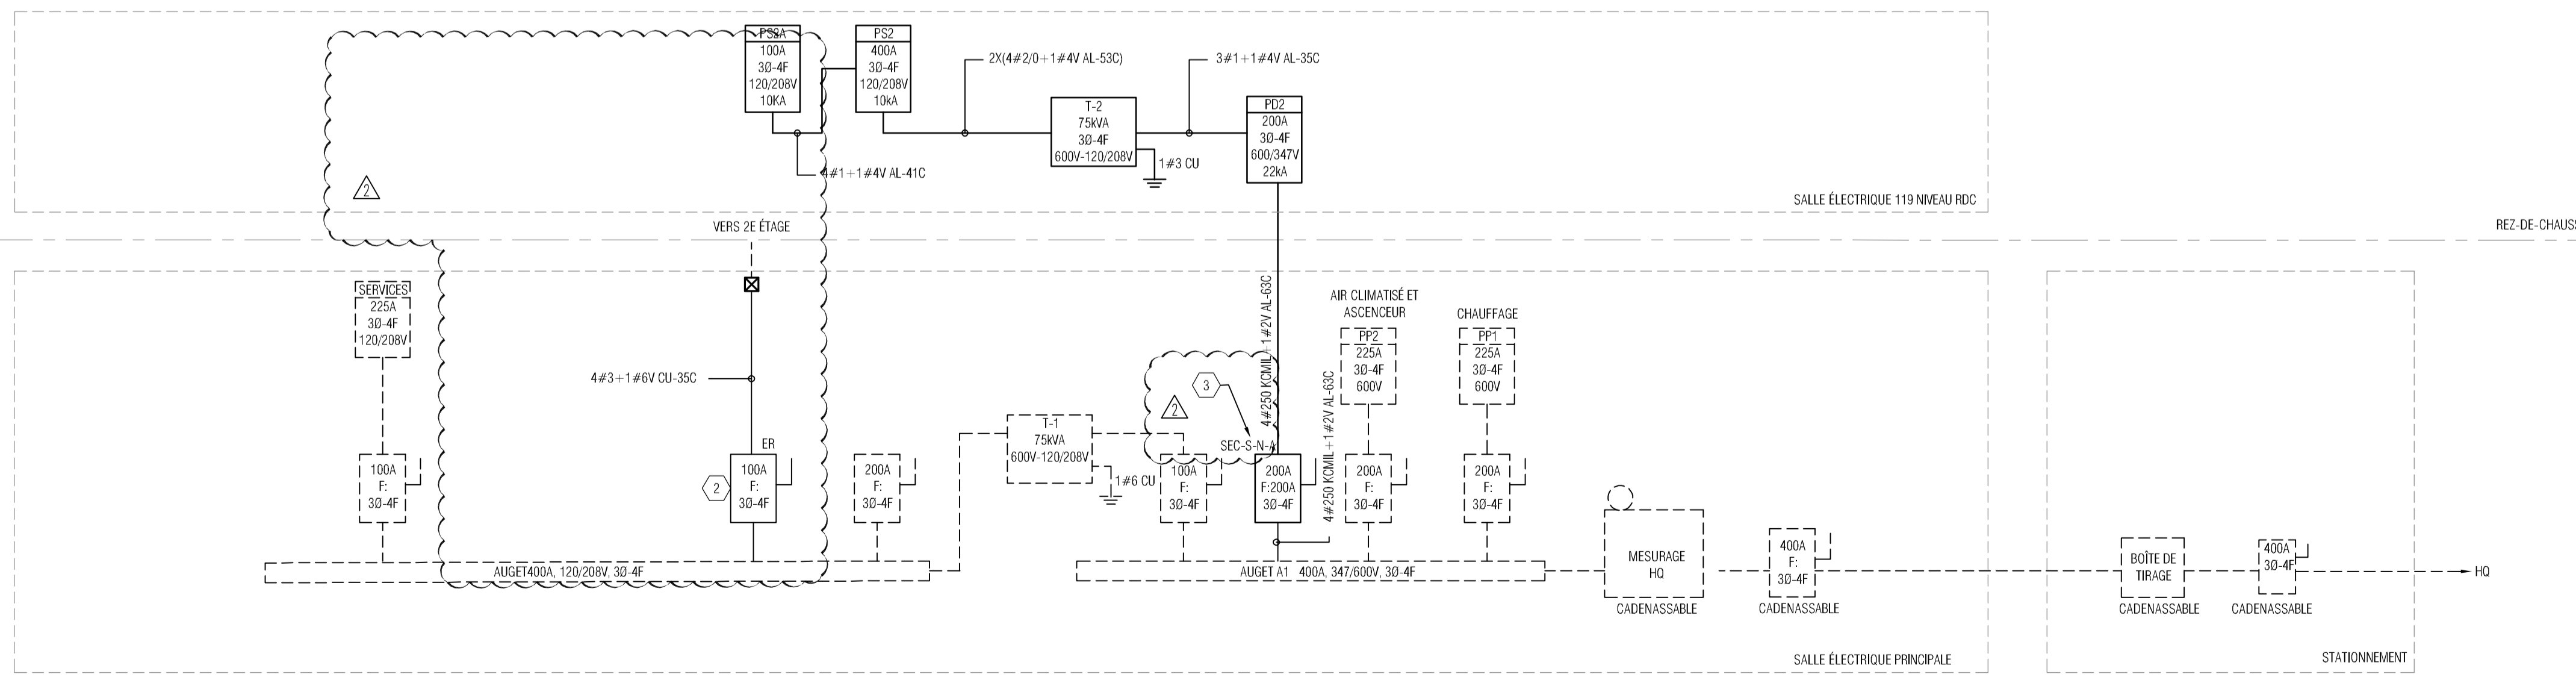 PS2A
100A
3Ø-4F
120/208V
10KA
PS2
400A
3Ø-4F
120/208V
10kA
2X(4#2/0+1#4V AL-53C)
T-2
75kVA
3Ø-4F
600V-120/208V
1#3 CU
3#1+1#4V AL-35C
PD2
200A
3Ø-4F
600/347V
22kA
4#1+1#4V AL-41C
2
SALLE ÉLECTRIQUE 119 NIVEAU RDC
REZ-DE-CHAUSS
VERS 2E ÉTAGE
SERVICES
225A
3Ø-4F
120/208V
4#3+1#6V CU-35C
4#250 KCMIL+1#2V AL-63C
AIR CLIMATISÉ ET
ASCENCEUR
PP2
225A
3Ø-4F
600V
CHAUFFAGE
PP1
225A
3Ø-4F
600V
3
2
SEC-S-N-A
4#250 KCMIL+1#2V AL-63C
T-1
75kVA
600V-120/208V
1#6 CU
100A
F:
3Ø-4F
ER
2
100A
F:
3Ø-4F
200A
F:
3Ø-4F
100A
F:
3Ø-4F
200A
F:200A
3Ø-4F
200A
F:
3Ø-4F
200A
F:
3Ø-4F
AUGET400A, 120/208V, 3Ø-4F
AUGET A1 400A, 347/600V, 3Ø-4F
MESURAGE
HQ
CADENASSABLE
400A
F:
3Ø-4F
CADENASSABLE
BOÎTE DE
TIRAGE
CADENASSABLE
400A
3Ø-4F
CADENASSABLE
HQ
SALLE ÉLECTRIQUE PRINCIPALE
STATIONNEMENT